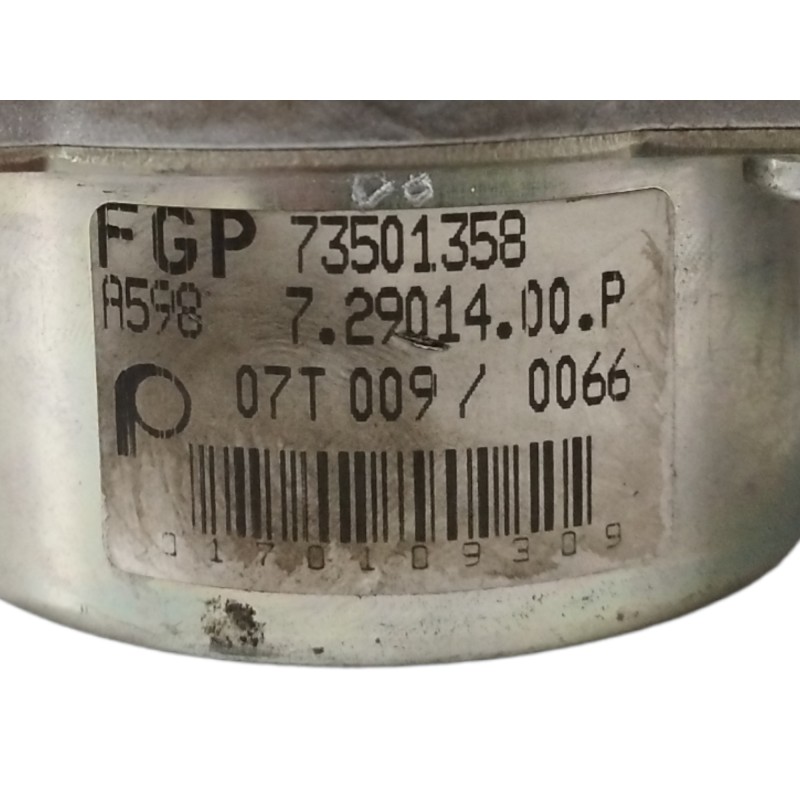 FGP 73501358
A598 7.29014.00.P
07T 009 / 0066
0170109309